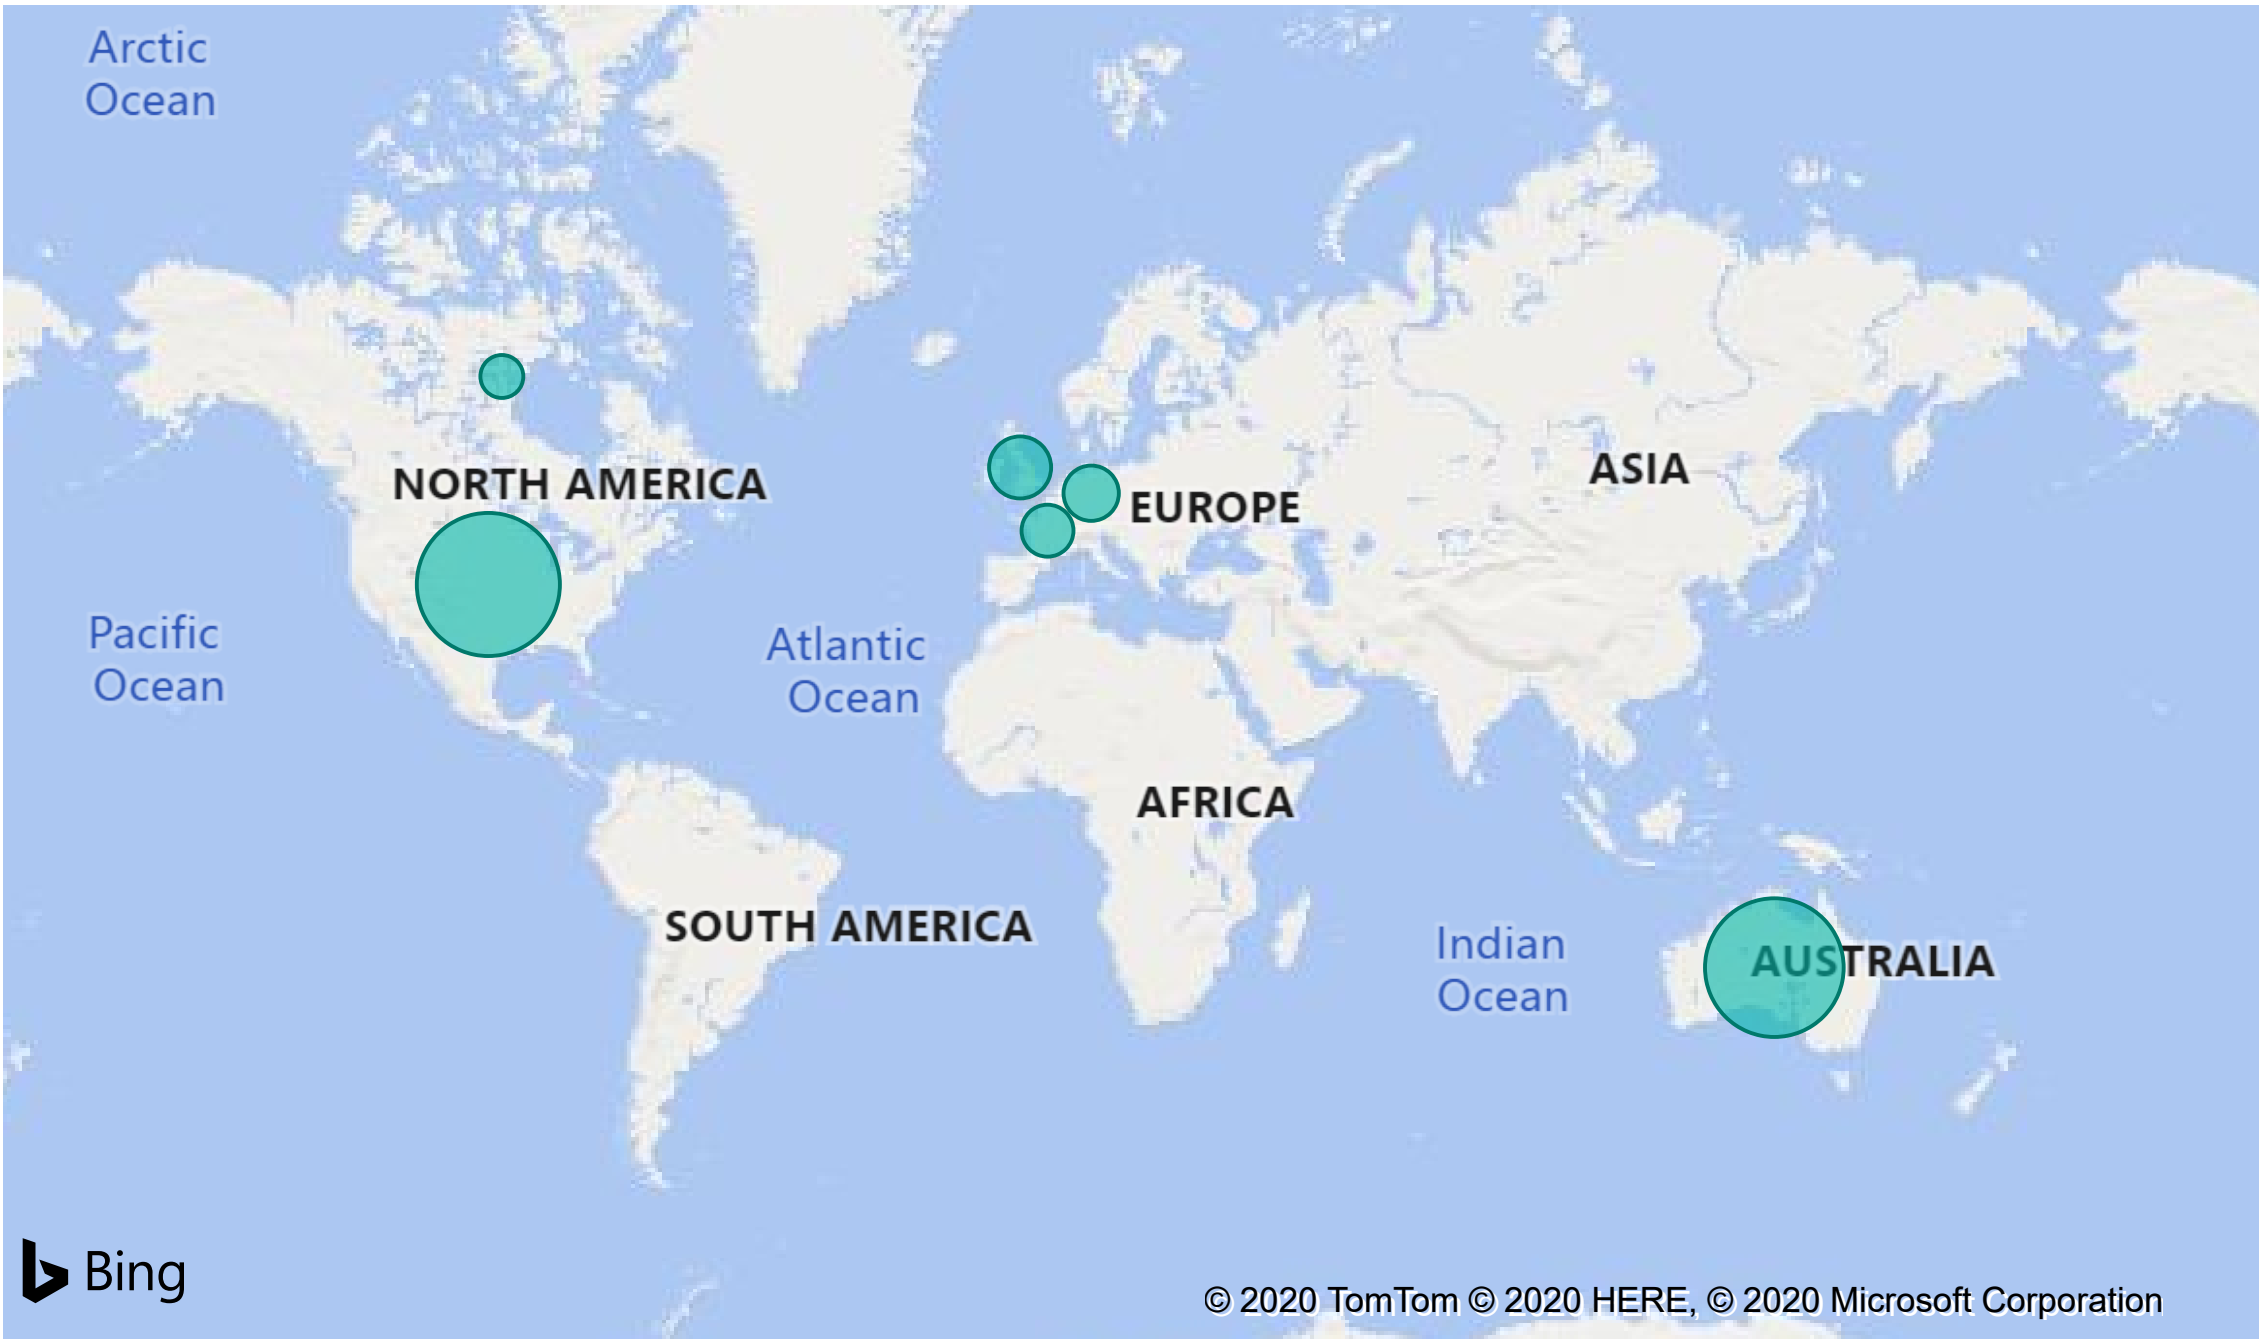 Arctic
Ocean
NORTH AMERICA
ASIA
EUROPE
Pacific
Ocean
Atlantic
Ocean
AFRICA
SOUTH AMERICA
Indian
Ocean
AUSTRALIA
Bing
© 2020 TomTom © 2020 HERE, © 2020 Microsoft Corporation